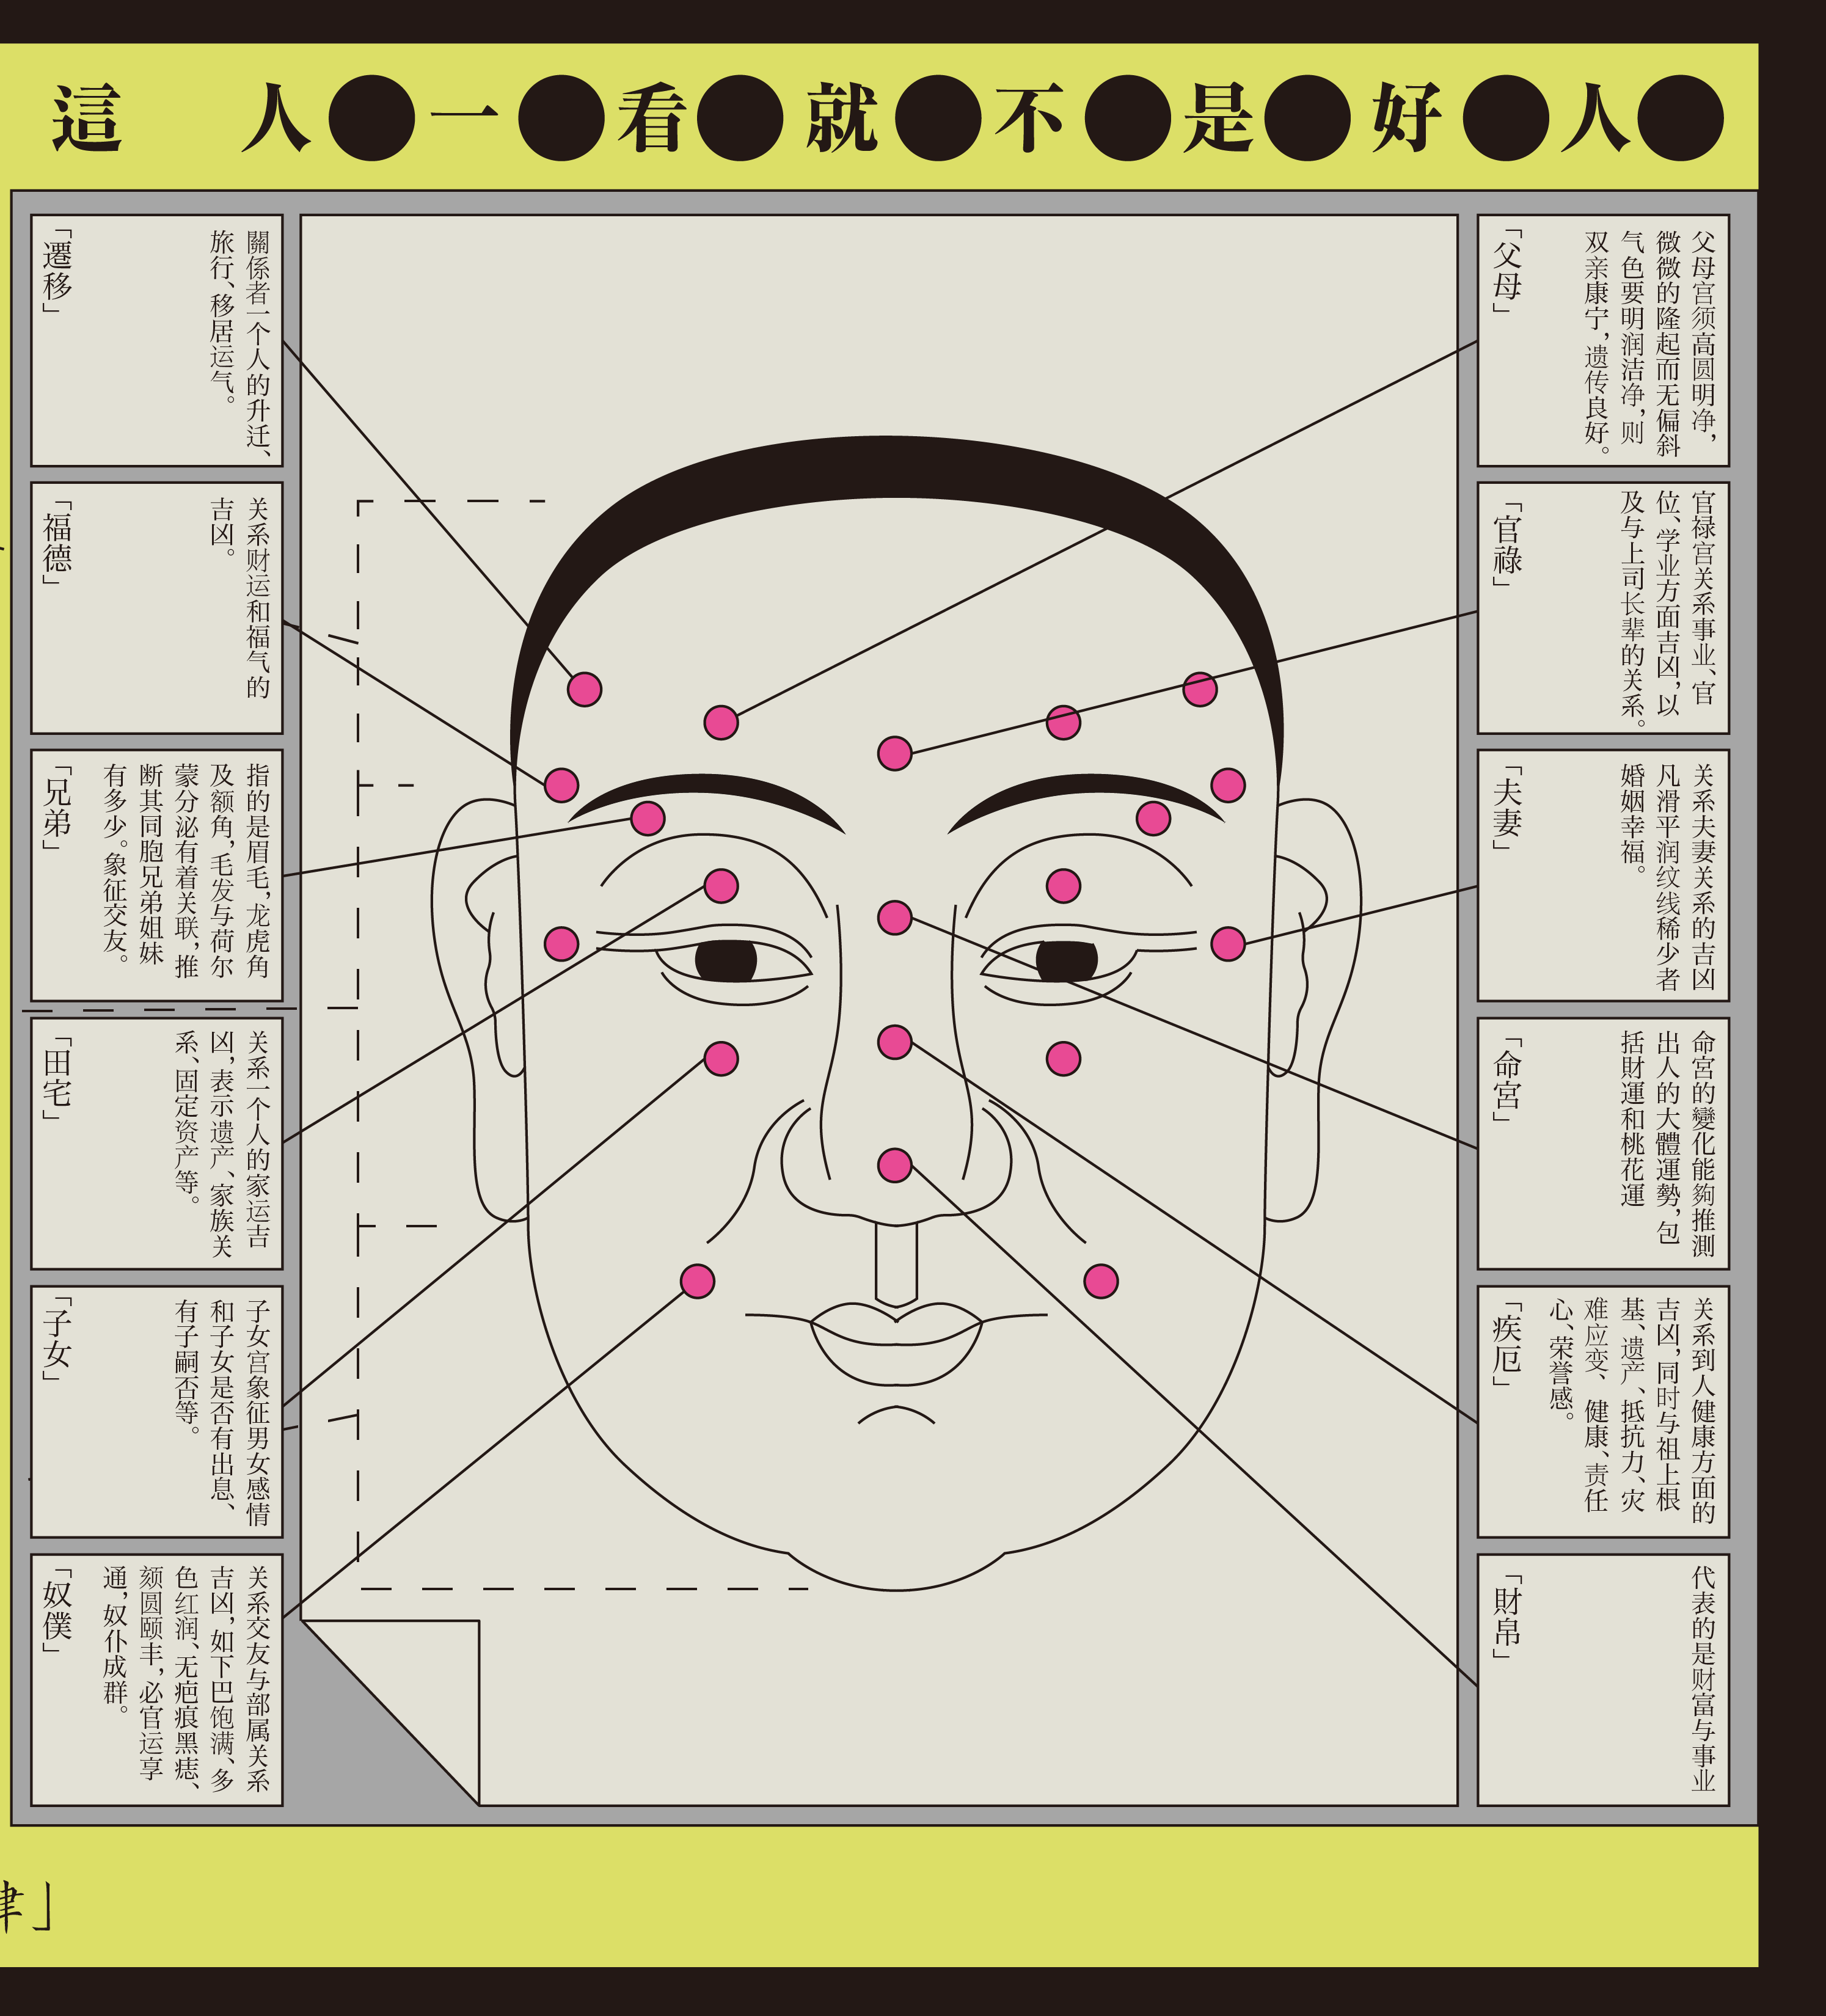 這人一看就不是好人
「遷移」
關係者一个人的升迁、
旅行、移居运气。
「福德」
关系财运和福气的
吉凶。
「兄弟」
指的是眉毛,龙虎角
及额角,毛发与荷尔
蒙分泌有着关联,推
断其同胞兄弟姐妹
有多少。象征交友。
「田宅」
关系一个人的家运吉
凶,表示遗产、家族关
系、固定资产等。
「子女」
子女宫象征男女感情
和子女是否有出息、
有子嗣否等。
「奴僕」
关系交友与部属关系
吉凶,如下巴饱满、多
色红润、无疤痕黑痣、
颏圆颐丰,必官运享
通,奴仆成群。
「父母」
父母宫须高圆明净,
微微的隆起而无偏斜
气色要明润洁净,则
双亲康宁,遗传良好。
「官祿」
官禄宫关系事业、官
位、学业方面吉凶,以
及与上司长辈的关系。
「夫妻」
关系夫妻关系的吉凶
凡滑平润纹线稀少者
婚姻幸福。
「命宮」
命宮的變化能夠推測
出人的大體運勢,包
括財運和桃花運
「疾厄」
关系到人健康方面的
吉凶,同时与祖上根
基、遗产、抵抗力、灾
难应变、健康、责任
心、荣誉感。
「財帛」
代表的是财富与事业
律」